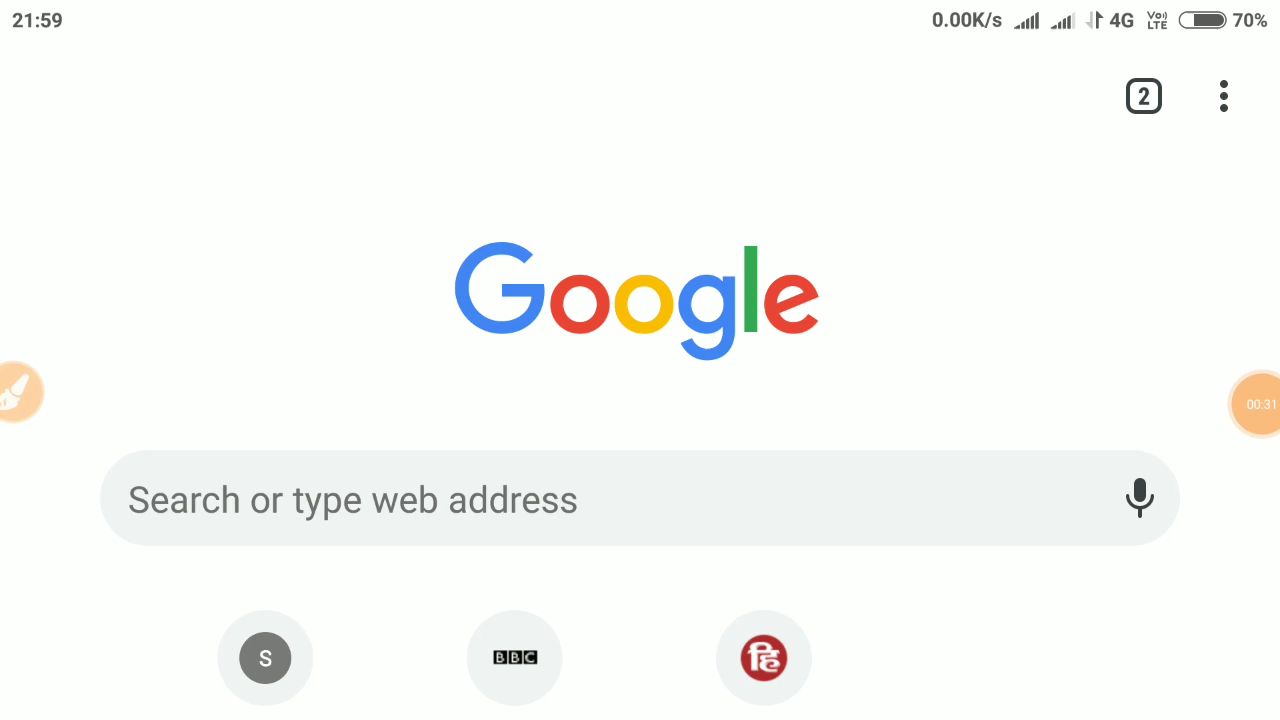 21:59
0.00K/s 4G Vo) LTE 70%
2
Google
00:31
Search or type web address
S
BBC
हि